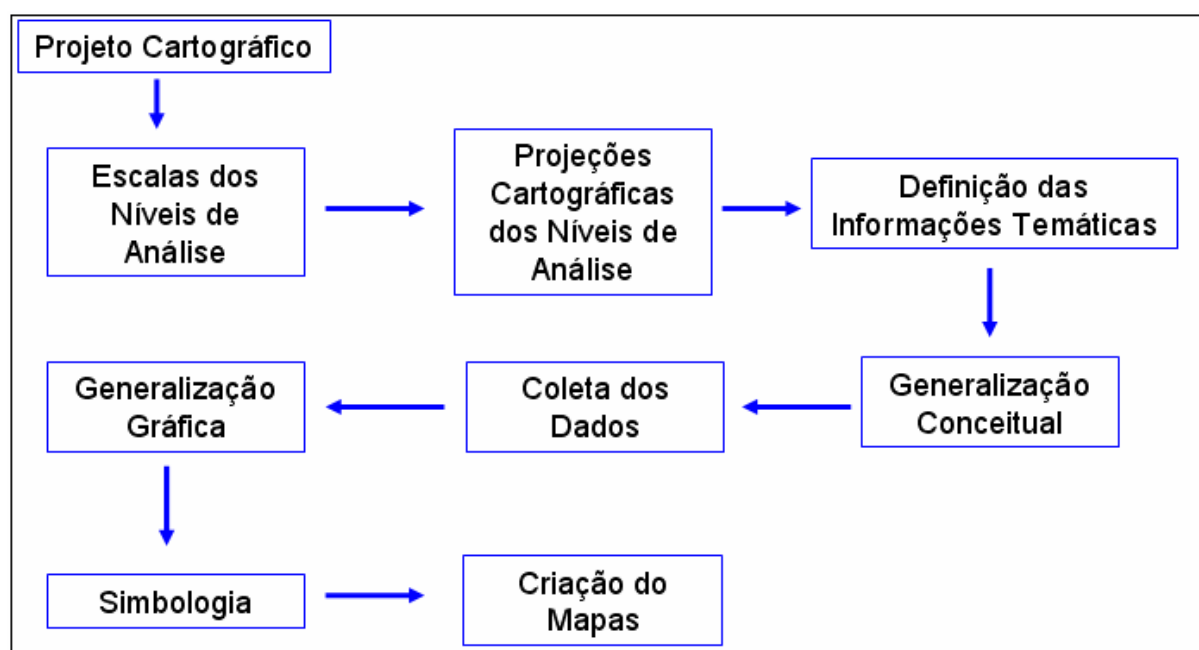 Projeto Cartográfico
Escalas dos
Níveis de
Análise
Projeções
Cartográficas
dos Níveis de
Análise
Definição das
Informações Temáticas
Generalização
Conceitual
Coleta dos
Dados
Generalização
Gráfica
Simbologia
Criação do
Mapas